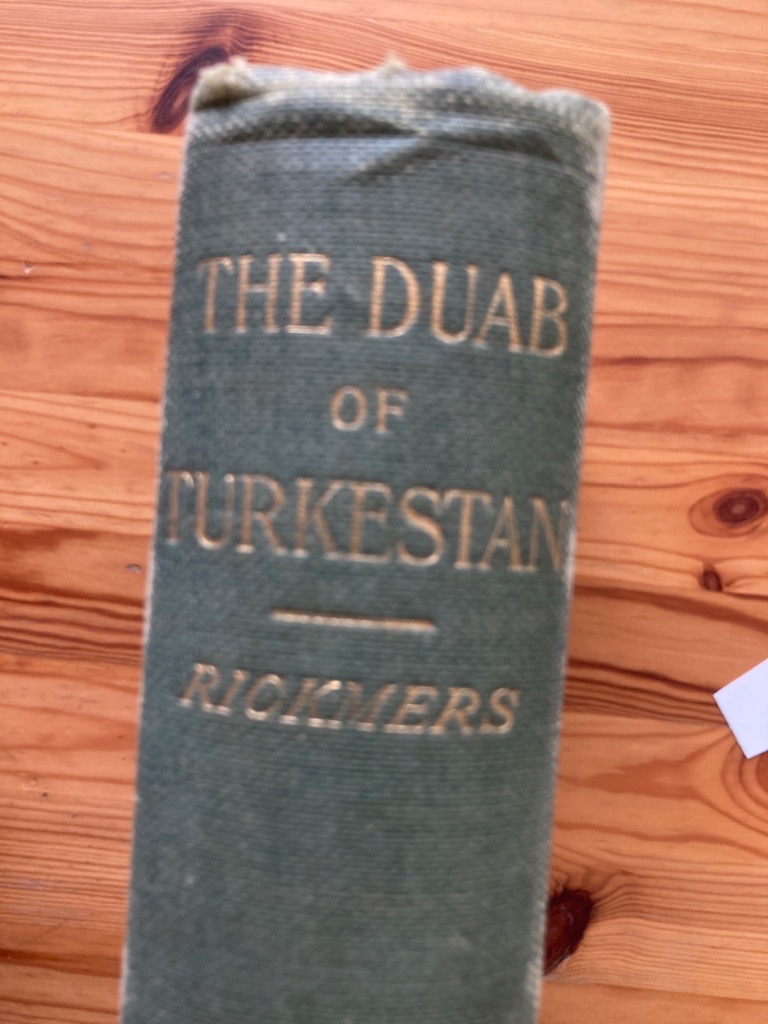 THE DUAB
OF
TURKESTAN
RICKMERS